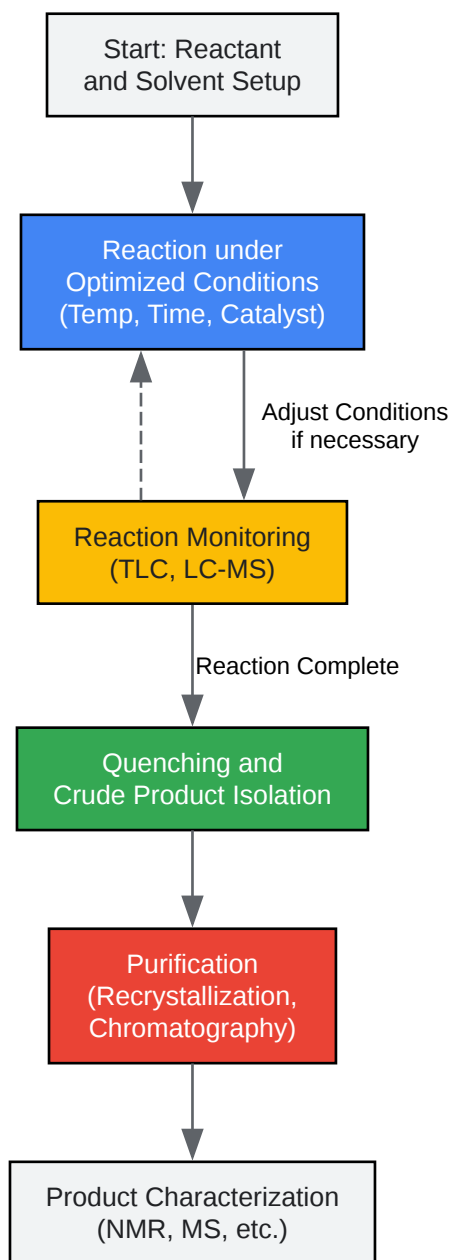 Start: Reactant
and Solvent Setup
Reaction under
Optimized Conditions
(Temp, Time, Catalyst)
Adjust Conditions
if necessary
Reaction Monitoring
(TLC, LC-MS)
Reaction Complete
Quenching and
Crude Product Isolation
Purification
(Recrystallization,
Chromatography)
Product Characterization
(NMR, MS, etc.)